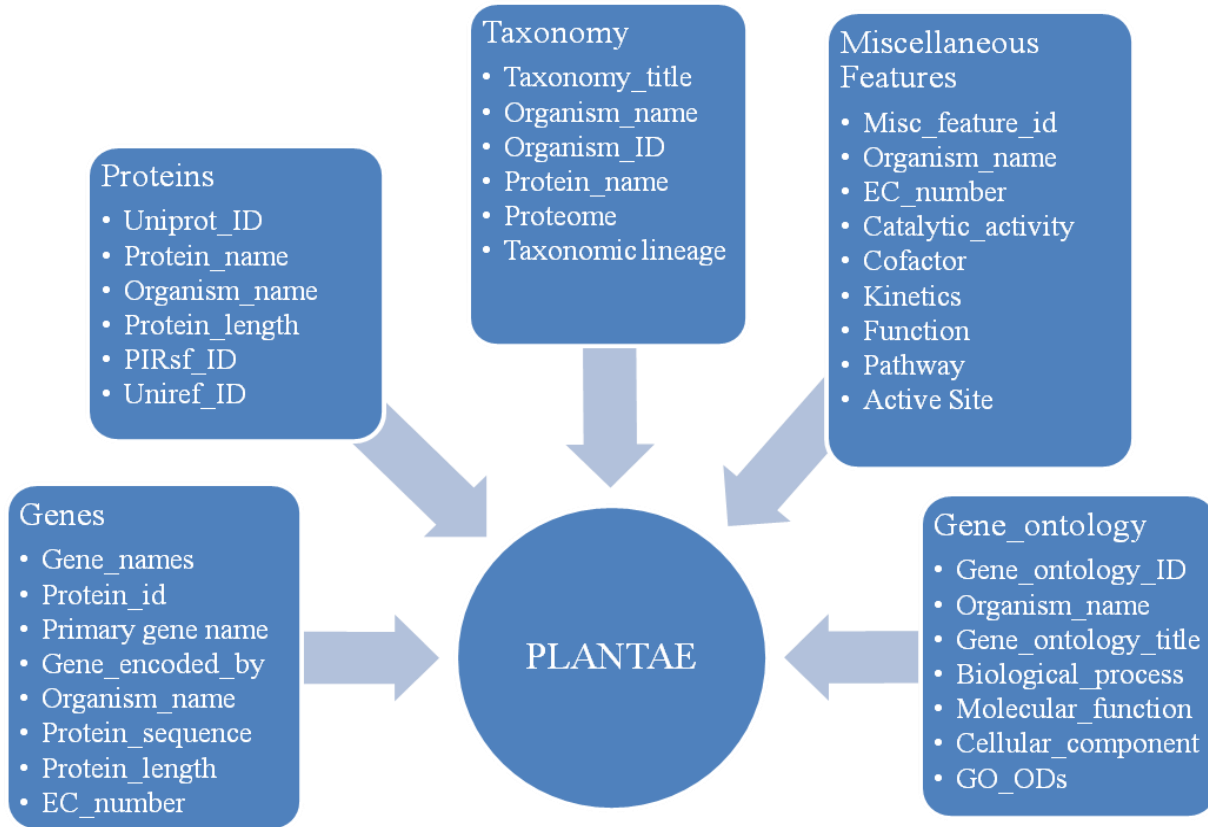 Genes
• Gene_names
• Protein_id
• Primary gene name
• Gene_encoded_by
• Organism_name
• Protein_sequence
• Protein_length
• EC_number
Proteins
• Uniprot_ID
• Protein_name
• Organism_name
• Protein_length
• PIRsf_ID
• Uniref_ID
Taxonomy
• Taxonomy_title
• Organism_name
• Organism_ID
• Protein_name
• Proteome
• Taxonomic lineage
Miscellaneous
Features
• Misc_feature_id
• Organism_name
• EC_number
• Catalytic_activity
• Cofactor
• Kinetics
• Function
• Pathway
• Active Site
Gene_ontology
• Gene_ontology_ID
• Organism_name
• Gene_ontology_title
• Biological_process
• Molecular_function
• Cellular_component
• GO_ODs
PLANTAE